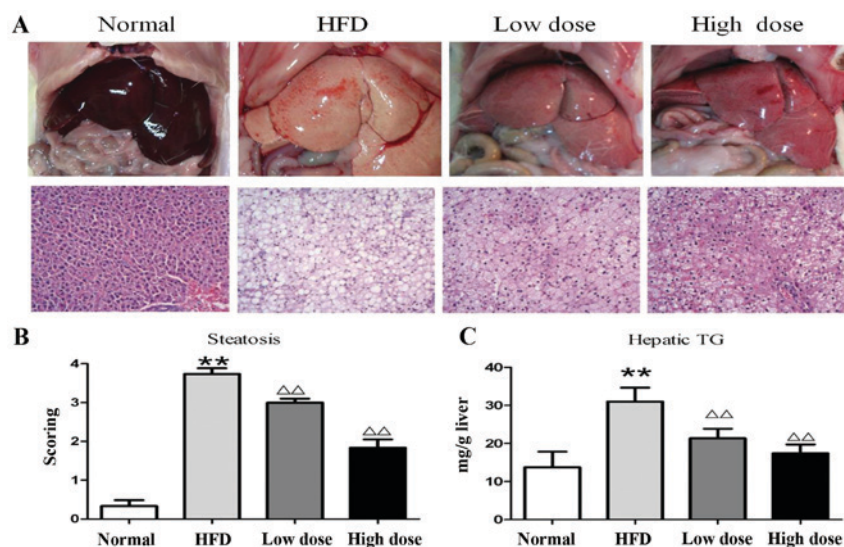 A
Normal
HFD
Low dose
High dose
B
Steatosis
Scoring
4
3
2
1
0
**
△△
△△
Normal
HFD
Low dose
High dose
C
Hepatic TG
mg/g liver
40
30
20
10
0
**
△△
△△
Normal
HFD
Low dose
High dose